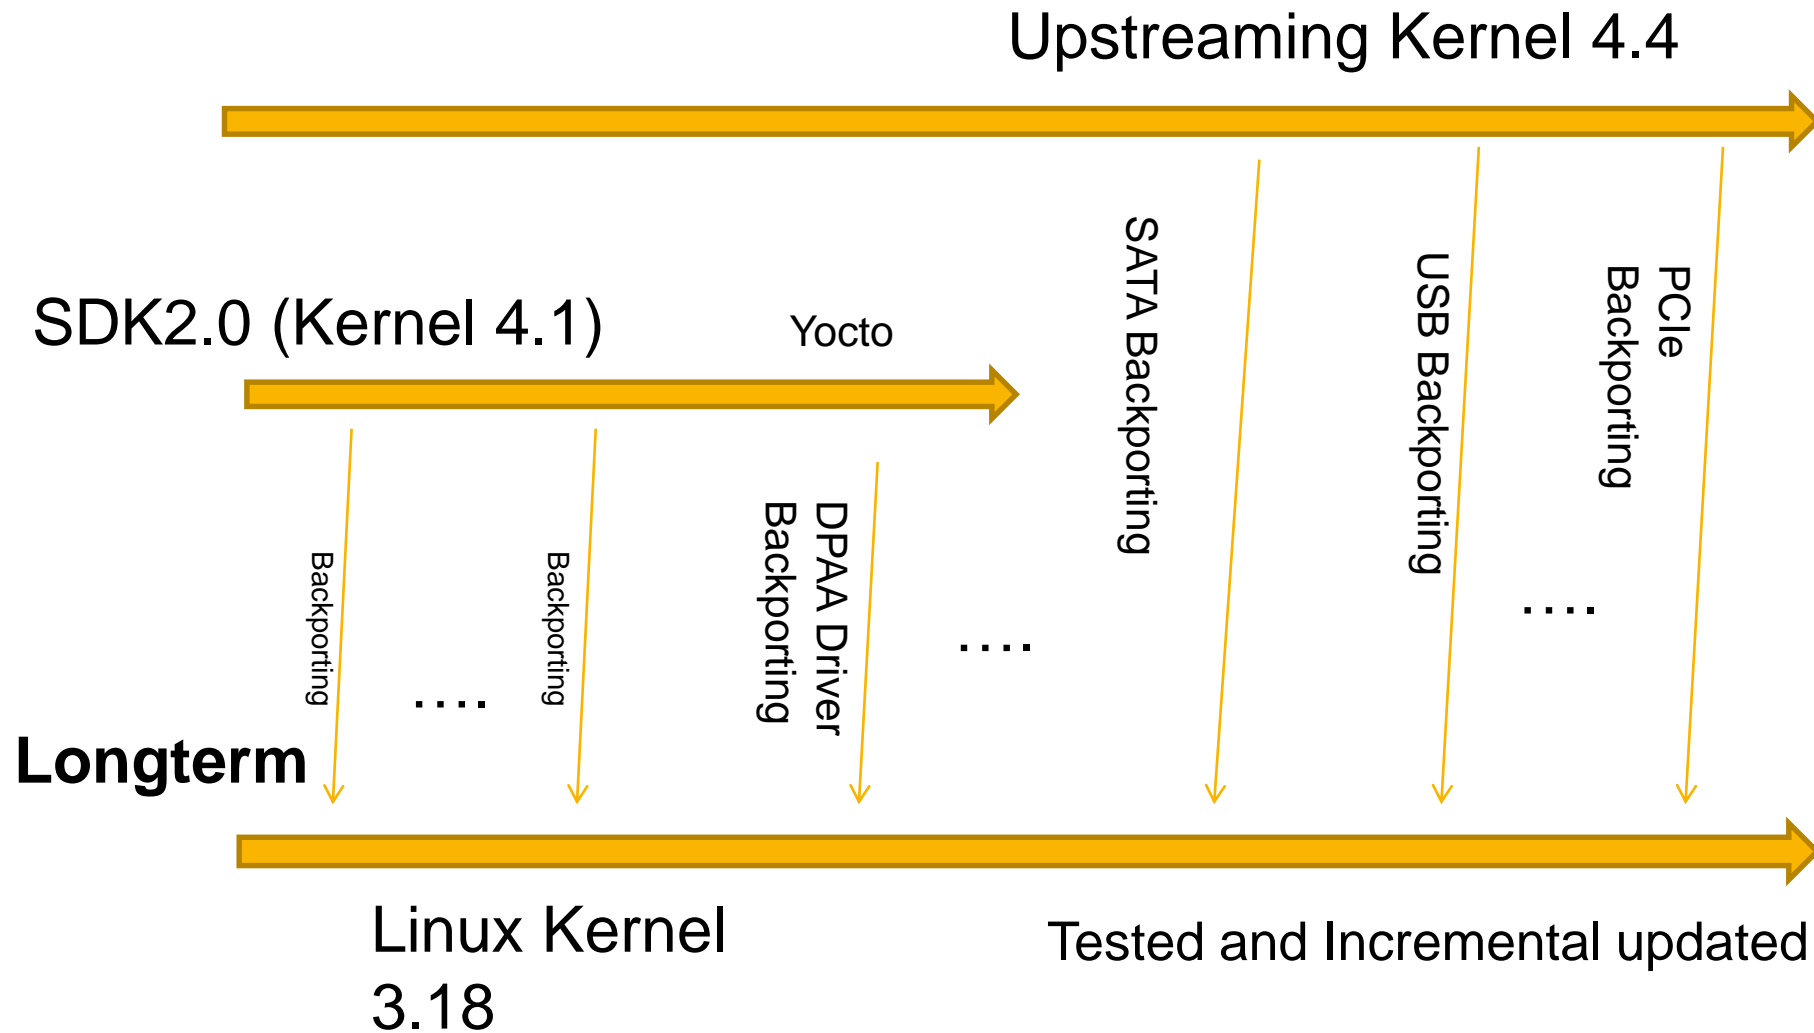 Upstreaming Kernel 4.4
SDK2.0 (Kernel 4.1)
Yocto
SATA Backporting
USB Backporting
PCIe
Backporting
Backporting
....
Backporting
DPAA Driver
Backporting
....
....
Longterm
Linux Kernel
3.18
Tested and Incremental updated